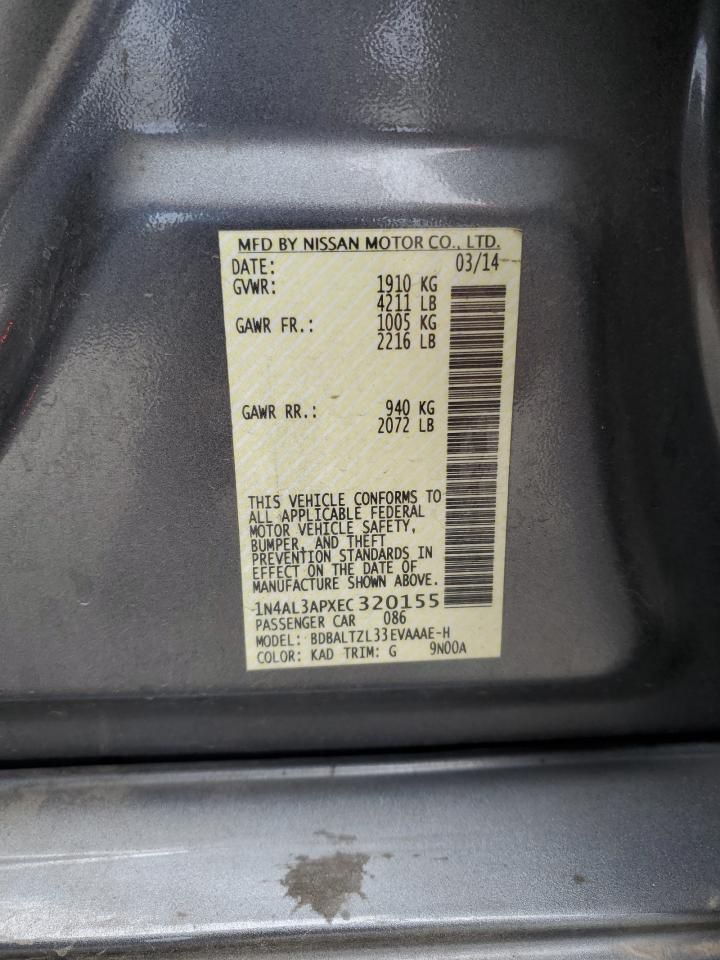 MFD BY NISSAN MOTOR CO., LTD.
DATE: 03/14
GVWR: 1910 KG
4211 LB
GAWR FR.: 1005 KG
2216 LB
GAWR RR.: 940 KG
2072 LB
THIS VEHICLE CONFORMS TO
ALL APPLICABLE FEDERAL
MOTOR VEHICLE SAFETY,
BUMPER, AND THEFT
PREVENTION STANDARDS IN
EFFECT ON THE DATE OF
MANUFACTURE SHOWN ABOVE.
1N4AL3APXEC320155
PASSENGER CAR 086
MODEL: BDBALTZL33EVAAAE-H
COLOR: KAD TRIM: G 9N00A